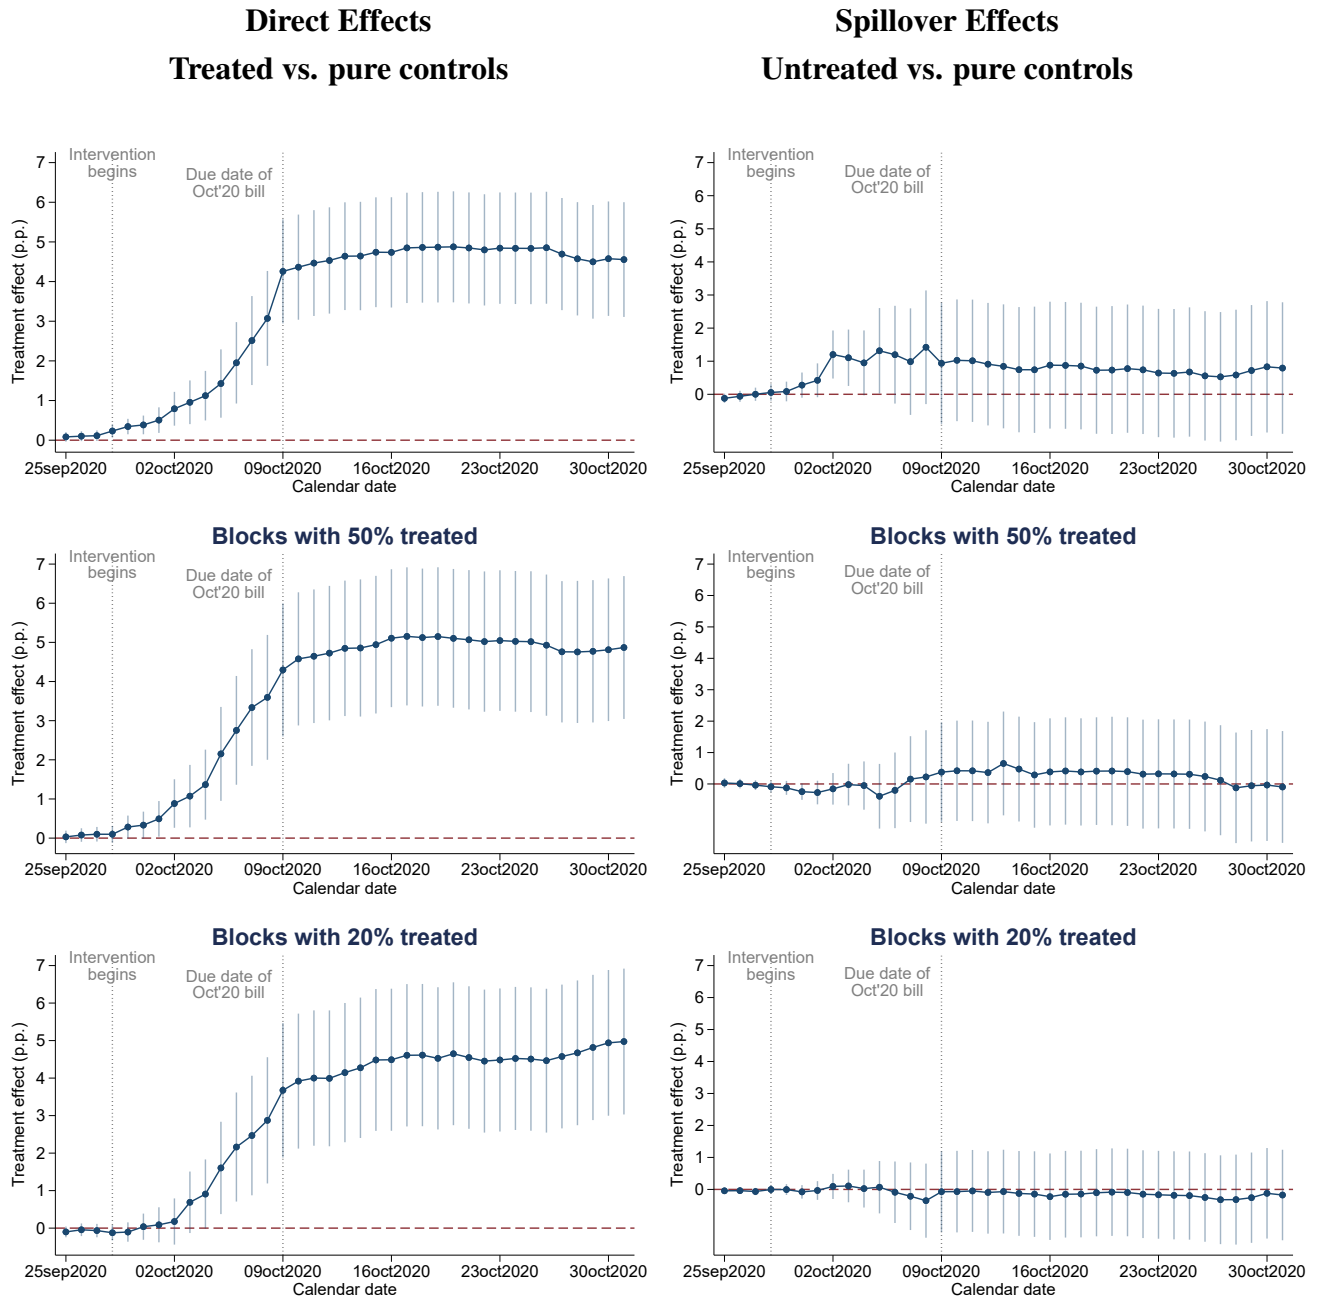 Direct Effects
Treated vs. pure controls
Spillover Effects
Untreated vs. pure controls
Intervention
begins
Due date of
Oct'20 bill
Treatment effect (p.p.)
7
6
5
4
3
2
1
0
25sep2020 02oct2020 09oct2020 16oct2020 23oct2020 30oct2020
Calendar date
Intervention
begins
Due date of
Oct'20 bill
Treatment effect (p.p.)
7
6
5
4
3
2
1
0
25sep2020 02oct2020 09oct2020 16oct2020 23oct2020 30oct2020
Calendar date
Blocks with 50% treated
Intervention
begins
Due date of
Oct'20 bill
Treatment effect (p.p.)
7
6
5
4
3
2
1
0
25sep2020 02oct2020 09oct2020 16oct2020 23oct2020 30oct2020
Calendar date
Blocks with 50% treated
Intervention
begins
Due date of
Oct'20 bill
Treatment effect (p.p.)
7
6
5
4
3
2
1
0
25sep2020 02oct2020 09oct2020 16oct2020 23oct2020 30oct2020
Calendar date
Blocks with 20% treated
Intervention
begins
Due date of
Oct'20 bill
Treatment effect (p.p.)
7
6
5
4
3
2
1
0
25sep2020 02oct2020 09oct2020 16oct2020 23oct2020 30oct2020
Calendar date
Blocks with 20% treated
Intervention
begins
Due date of
Oct'20 bill
Treatment effect (p.p.)
7
6
5
4
3
2
1
0
25sep2020 02oct2020 09oct2020 16oct2020 23oct2020 30oct2020
Calendar date